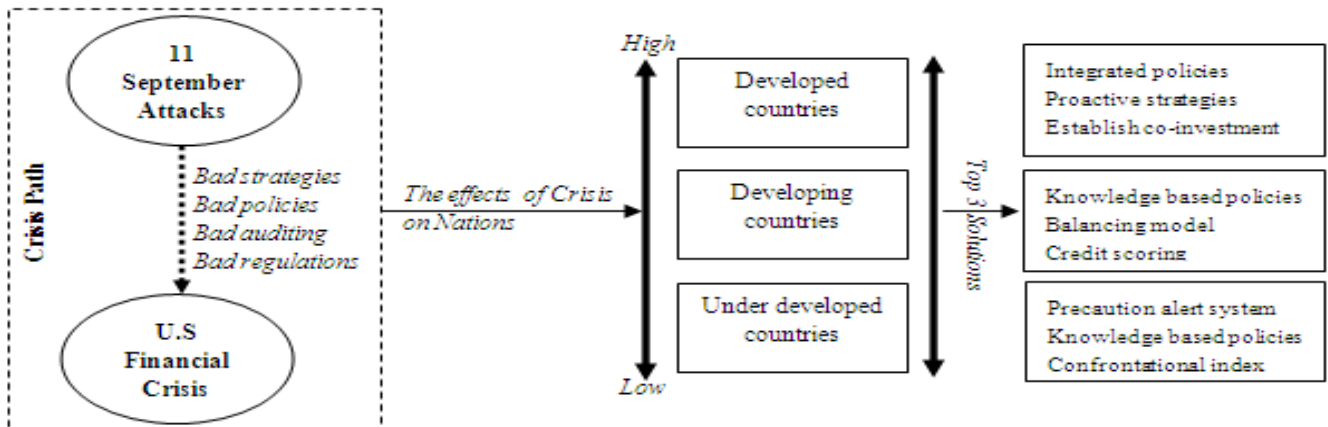 11
September
Attacks
Crisis Path
Bad strategies
Bad policies
Bad auditing
Bad regulations
U.S
Financial
Crisis
The effects of Crisis
on Nations
High
Low
Developed
countries
Developing
countries
Under developed
countries
Top 3 Solutions
Integrated policies
Proactive strategies
Establish co-investment
Knowledge based policies
Balancing model
Credit scoring
Precaution alert system
Knowledge based policies
Confrontational index